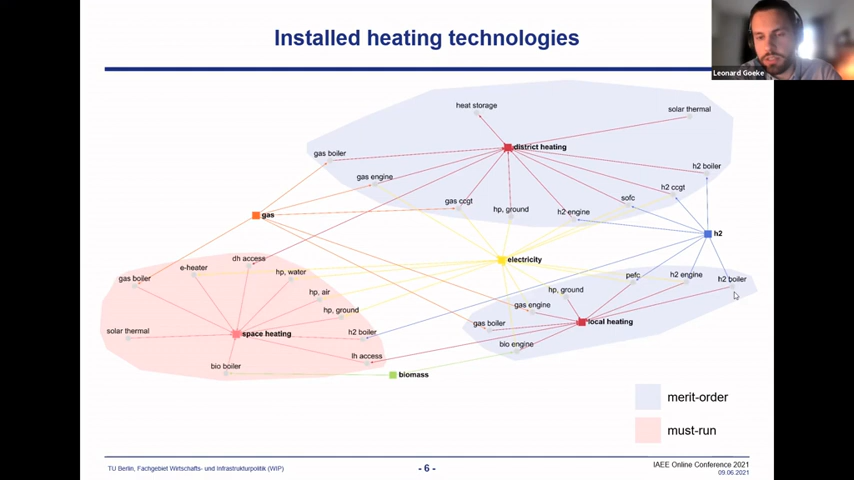 Installed heating technologies
Leonard Goeke
heat storage
solar thermal
district heating
gas boiler
h2 boiler
gas engine
h2 ccgt
sofc
gas ccgt
hp, ground
h2 engine
gas
h2
dh access
electricity
e-heater
hp, water
gas boiler
pefc
h2 engine
h2 boiler
hp, air
hp, ground
gas engine
hp, ground
gas boiler
local heating
solar thermal
space heating
h2 boiler
bio engine
lh access
bio boiler
biomass
merit-order
must-run
TU Berlin, Fachgebiet Wirtschafts- und Infrastrukturpolitik (WIP)
- 6 -
IAEE Online Conference 2021
09.06.2021